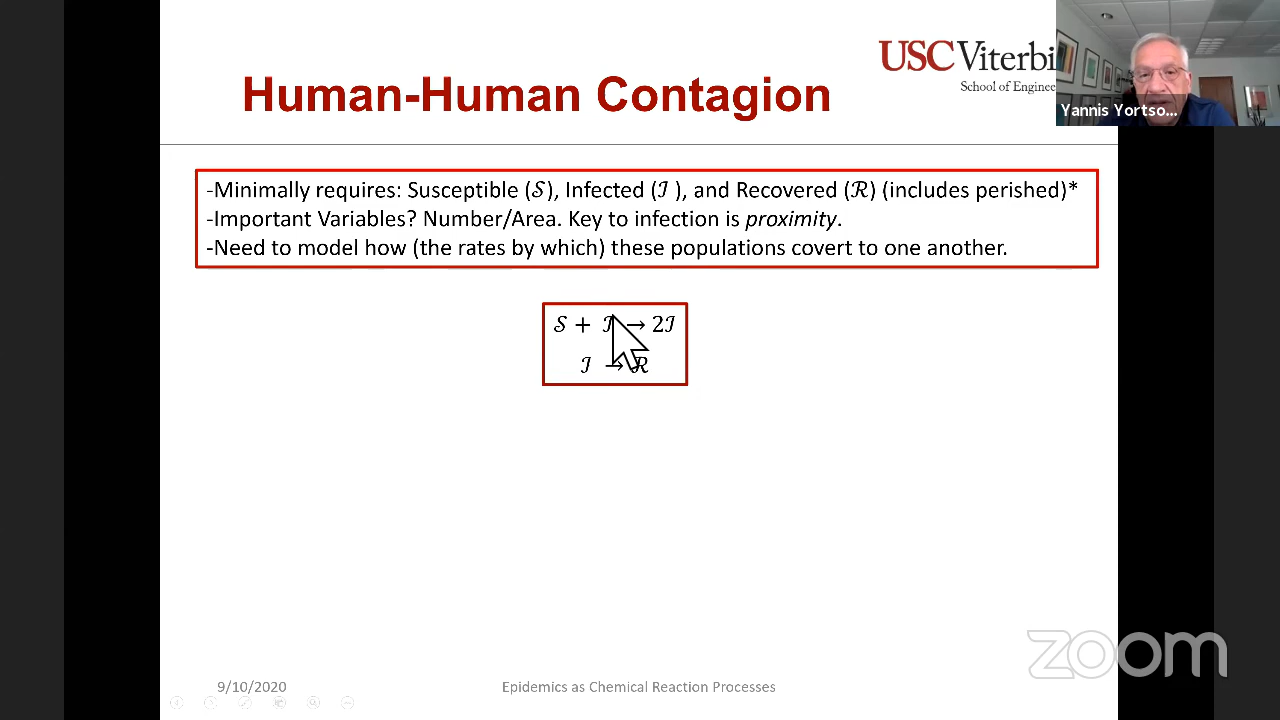 USC Viterbi
School of Enginee
Human-Human Contagion
Yannis Yortso...
-Minimally requires: Susceptible (𝒮), Infected (ℐ ), and Recovered (ℛ) (includes perished)*
-Important Variables? Number/Area. Key to infection is proximity.
-Need to model how (the rates by which) these populations covert to one another.
𝒮 + ℐ → 2ℐ
ℐ → ℛ
zoom
9/10/2020
Epidemics as Chemical Reaction Processes